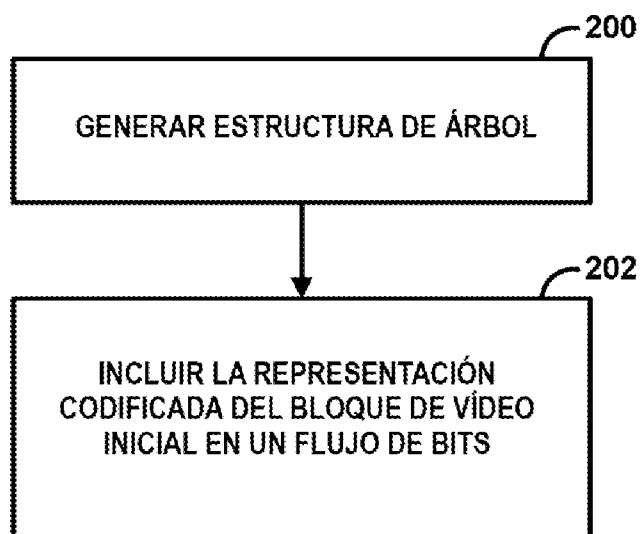 200
GENERAR ESTRUCTURA DE ÁRBOL
202
INCLUIR LA REPRESENTACIÓN
CODIFICADA DEL BLOQUE DE VÍDEO
INICIAL EN UN FLUJO DE BITS